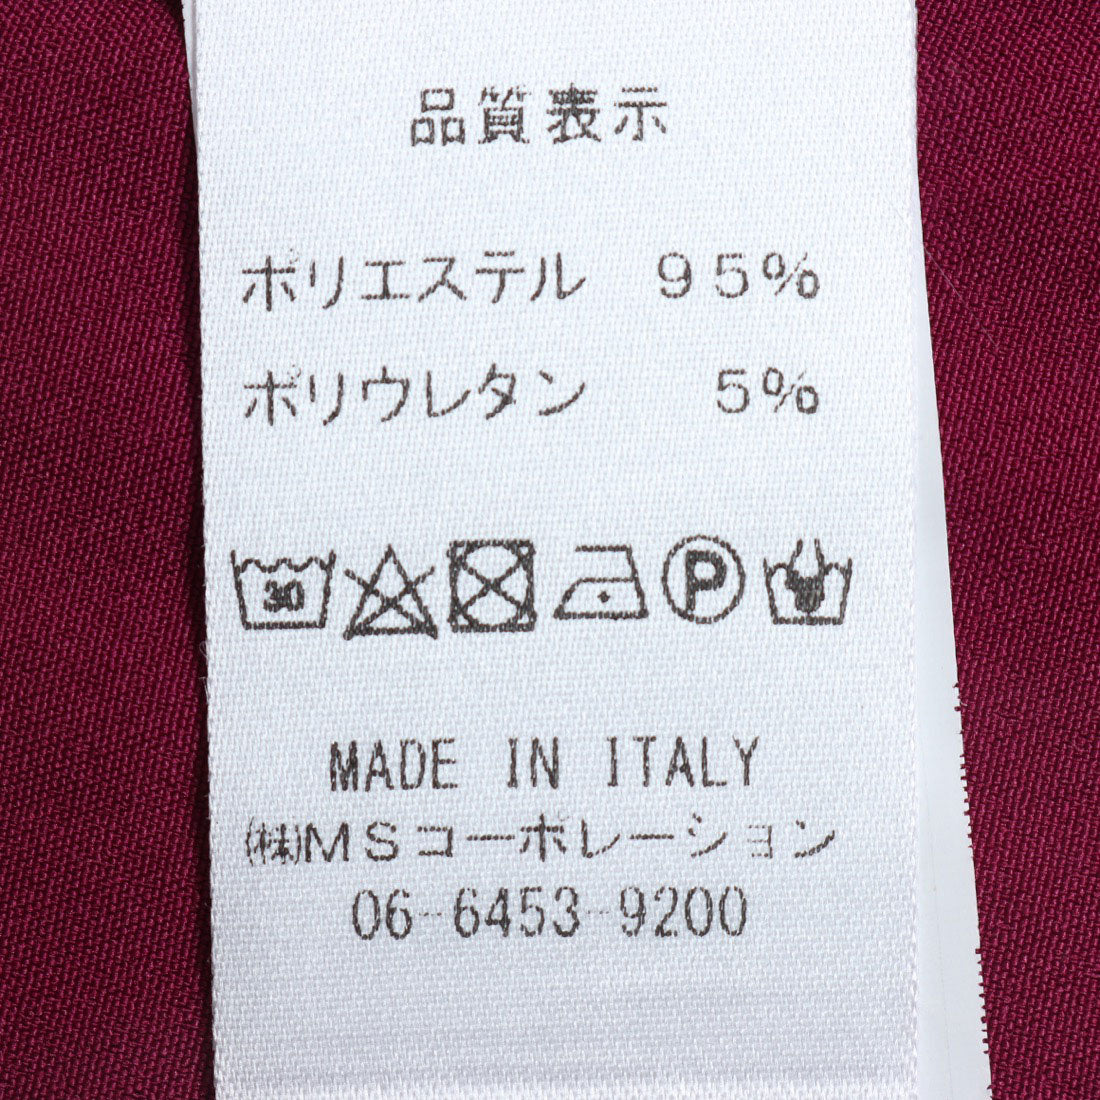 品質表示
ポリエステル 95%
ポリウレタン 5%
30 P
MADE IN ITALY
㈱MSコーポレーション
06-6453-9200